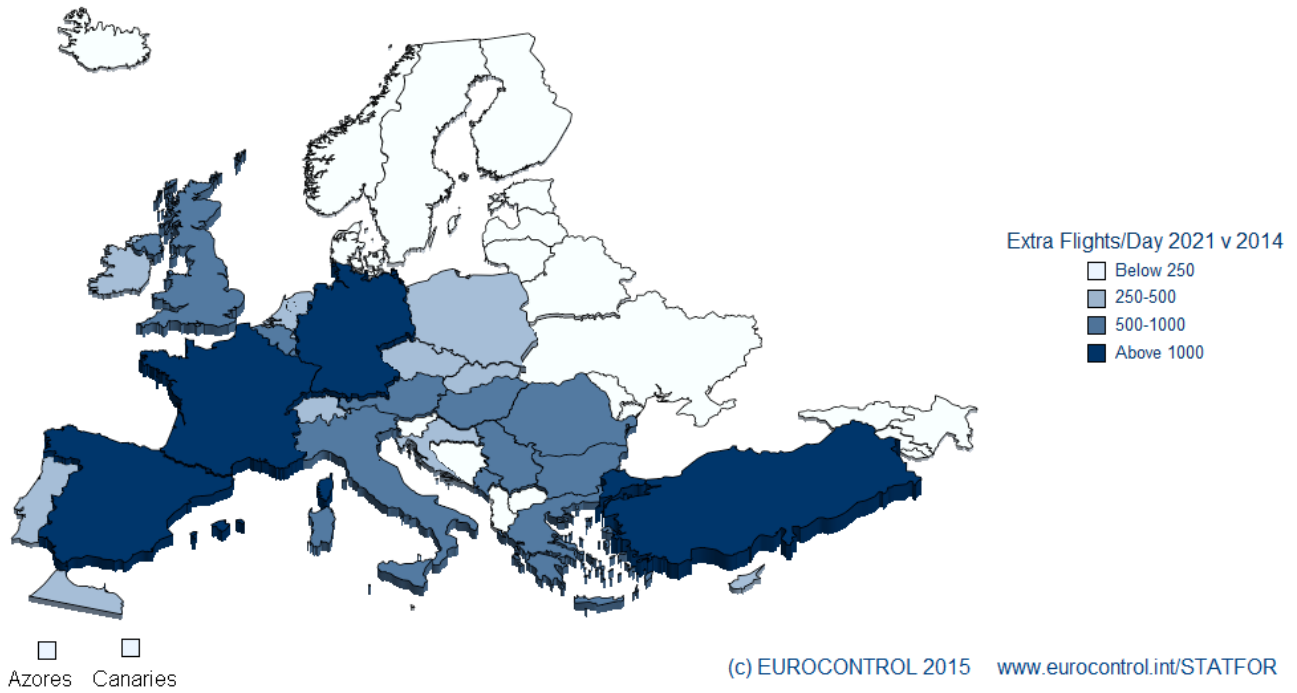 Extra Flights/Day 2021 v 2014
Below 250
250-500
500-1000
Above 1000
Azores Canaries
(c) EUROCONTROL 2015 www.eurocontrol.int/STATFOR